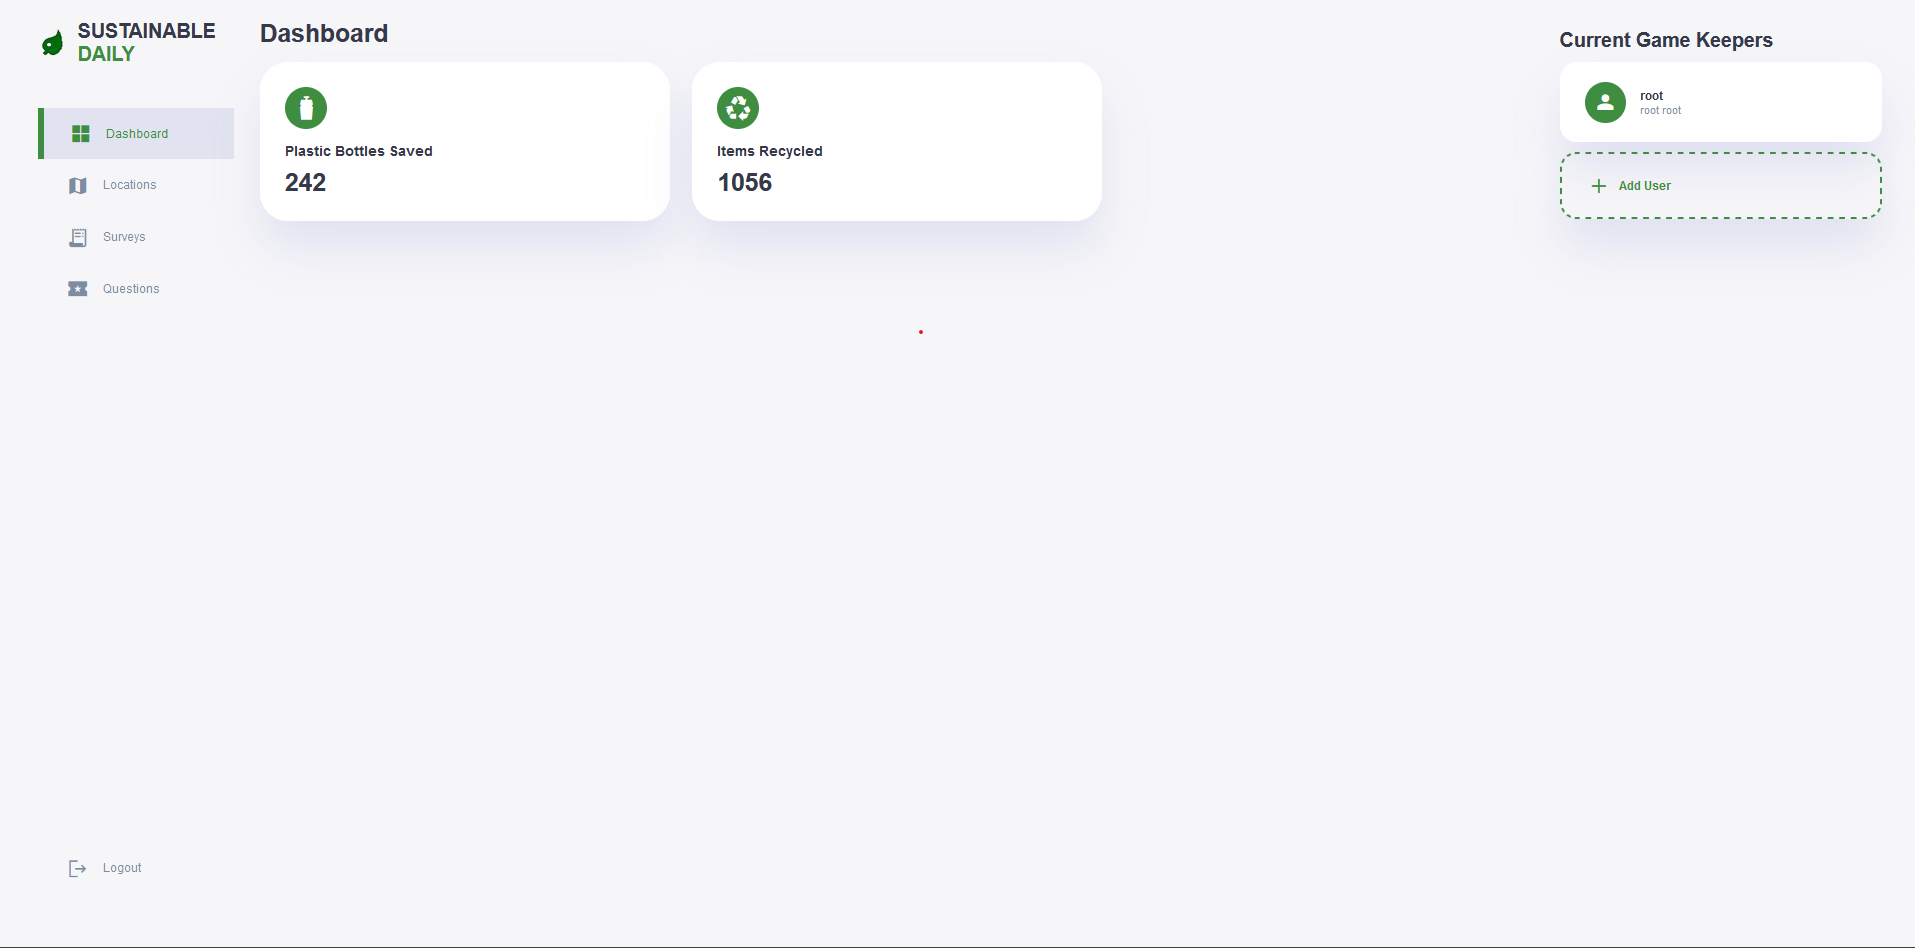 SUSTAINABLE
DAILY
Dashboard
Locations
Surveys
Questions
Logout
Dashboard
Plastic Bottles Saved
242
Items Recycled
1056
Current Game Keepers
root
root root
Add User